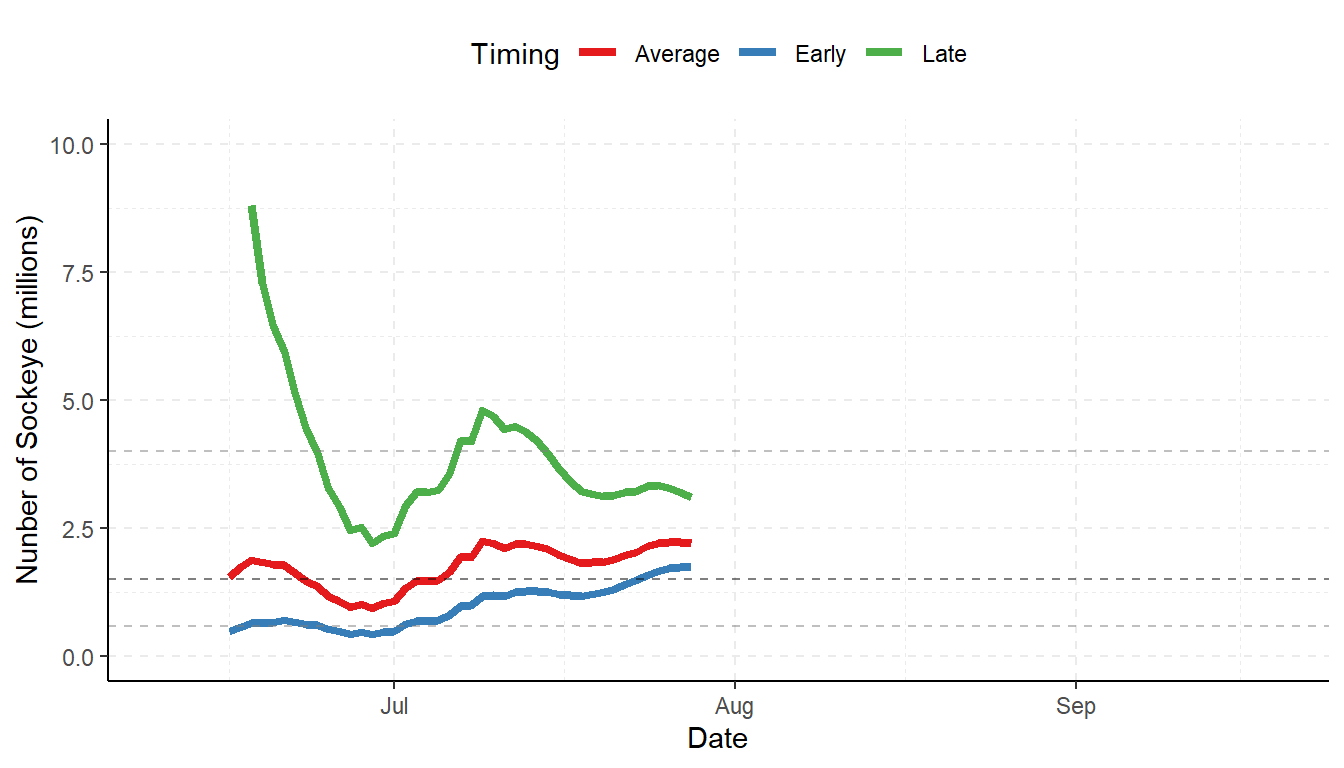 Timing Average Early Late
10.0
7.5
5.0
2.5
0.0
Nunber of Sockeye (millions)
Jul Aug Sep
Date